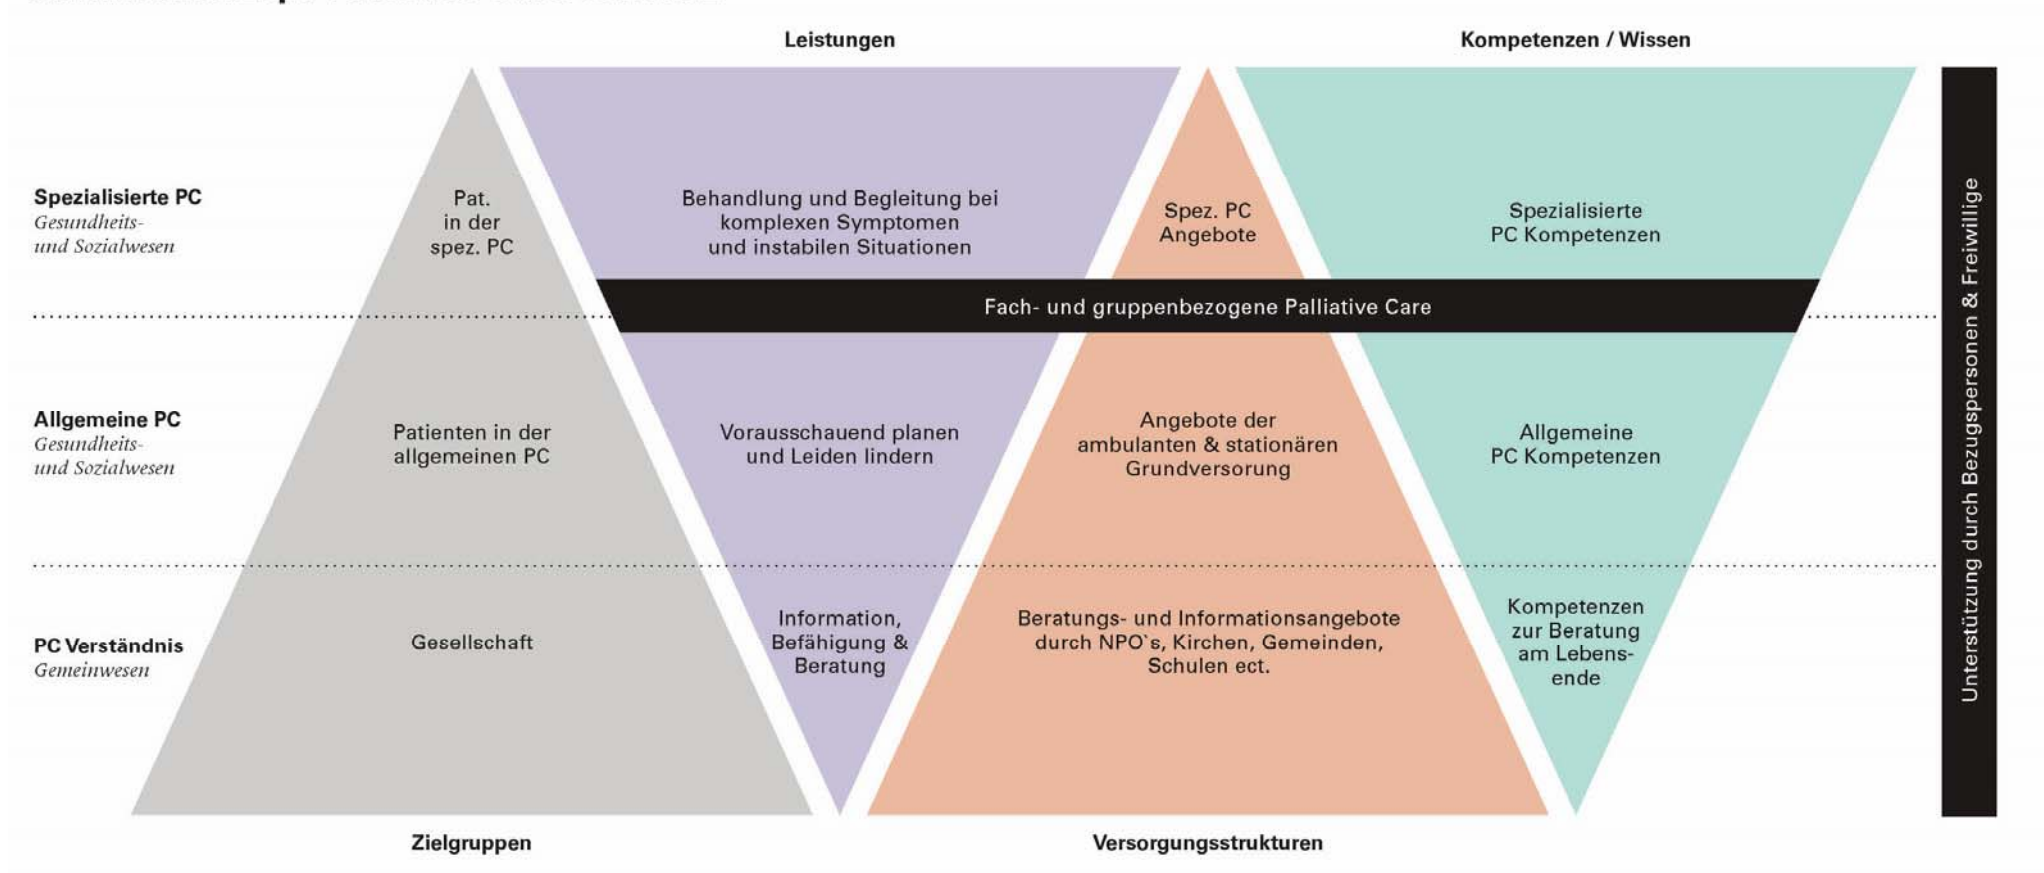 Leistungen
Kompetenzen / Wissen
Spezialisierte PC
Gesundheits-
und Sozialwesen
Pat.
in der
spez. PC
Behandlung und Begleitung bei
komplexen Symptomen
und instabilen Situationen
Spez. PC
Angebote
Spezialisierte
PC Kompetenzen
Fach- und gruppenbezogene Palliative Care
Allgemeine PC
Gesundheits-
und Sozialwesen
Patienten in der
allgemeinen PC
Vorausschauend planen
und Leiden lindern
Angebote der
ambulanten & stationären
Grundversorung
Allgemeine
PC Kompetenzen
PC Verständnis
Gemeinwesen
Gesellschaft
Information,
Befähigung &
Beratung
Beratungs- und Informationsangebote
durch NPO`s, Kirchen, Gemeinden,
Schulen ect.
Kompetenzen
zur Beratung
am Lebens-
ende
Unterstützung durch Bezugspersonen & Freiwillige
Zielgruppen
Versorgungsstrukturen